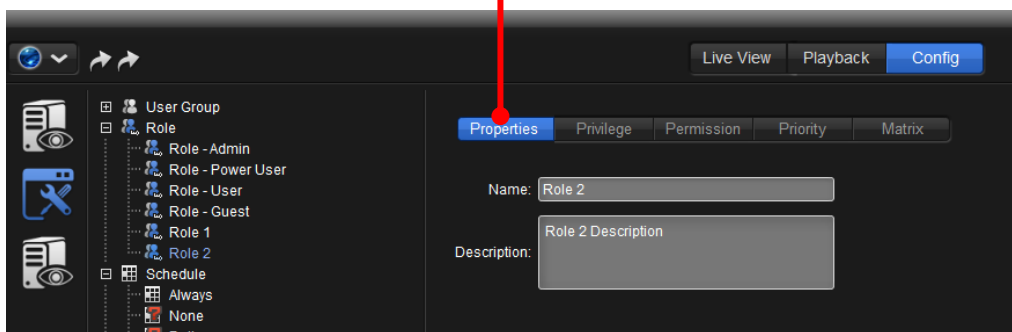 Live View Playback Config
User Group
Role
Role - Admin
Role - Power User
Role - User
Role - Guest
Role 1
Role 2
Schedule
Always
None
Properties Privilege Permission Priority Matrix
Name: Role 2
Description: Role 2 Description